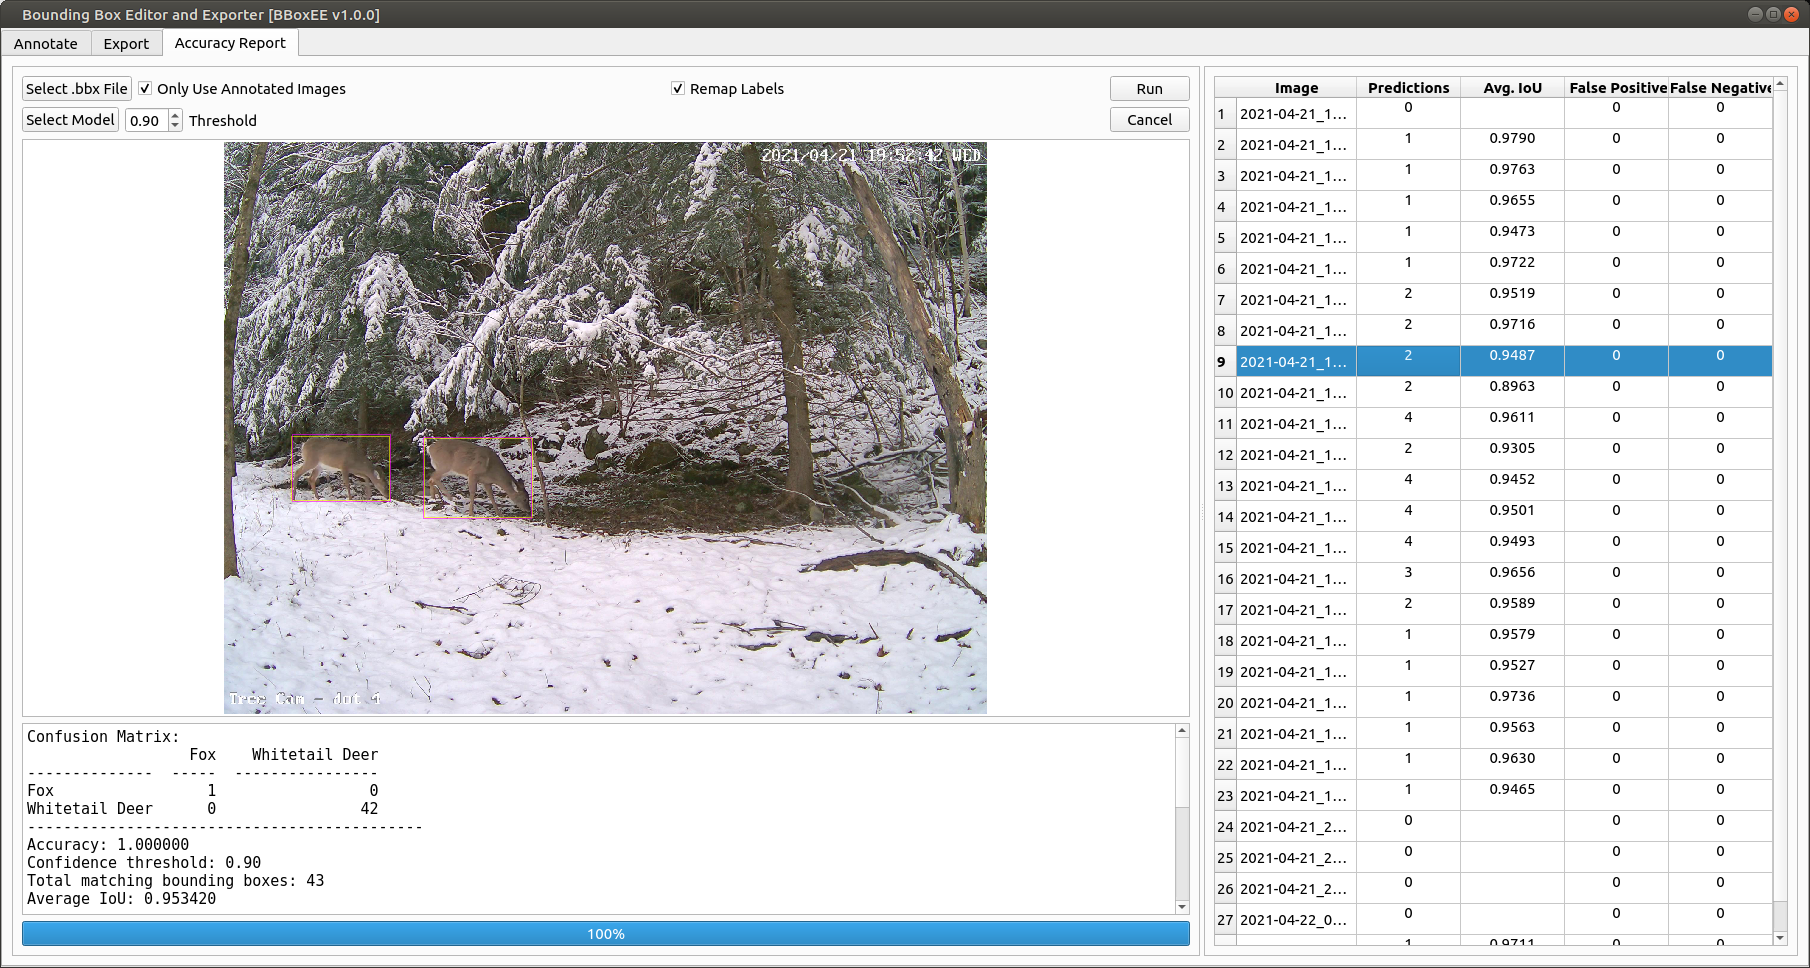 Bounding Box Editor and Exporter [BBoxEE v1.0.0]
Annotate Export Accuracy Report
Select .bbx File Only Use Annotated Images Remap Labels Run
Select Model 0.90 Threshold Cancel
2021/04/21 19:52:42 WED
Confusion Matrix:
Fox Whitetail Deer
-------------- ----- ----------------
Fox 1 0
Whitetail Deer 0 42
--------------------------------------------
Accuracy: 1.000000
Confidence threshold: 0.90
Total matching bounding boxes: 43
Average IoU: 0.953420
100%
Image Predictions Avg. IoU False Positive False Negative
1 2021-04-21_1... 0 0 0
2 2021-04-21_1... 1 0.9790 0 0
3 2021-04-21_1... 1 0.9763 0 0
4 2021-04-21_1... 1 0.9655 0 0
5 2021-04-21_1... 1 0.9473 0 0
6 2021-04-21_1... 1 0.9722 0 0
7 2021-04-21_1... 2 0.9519 0 0
8 2021-04-21_1... 2 0.9716 0 0
9 2021-04-21_1... 2 0.9487 0 0
10 2021-04-21_1... 2 0.8963 0 0
11 2021-04-21_1... 4 0.9611 0 0
12 2021-04-21_1... 2 0.9305 0 0
13 2021-04-21_1... 4 0.9452 0 0
14 2021-04-21_1... 4 0.9501 0 0
15 2021-04-21_1... 4 0.9493 0 0
16 2021-04-21_1... 3 0.9656 0 0
17 2021-04-21_1... 2 0.9589 0 0
18 2021-04-21_1... 1 0.9579 0 0
19 2021-04-21_1... 1 0.9527 0 0
20 2021-04-21_1... 1 0.9736 0 0
21 2021-04-21_1... 1 0.9563 0 0
22 2021-04-21_1... 1 0.9630 0 0
23 2021-04-21_1... 1 0.9465 0 0
24 2021-04-21_2... 0 0 0
25 2021-04-21_2... 0 0 0
26 2021-04-21_2... 0 0 0
27 2021-04-22_0... 0 0 0
1 0.9711 0 0